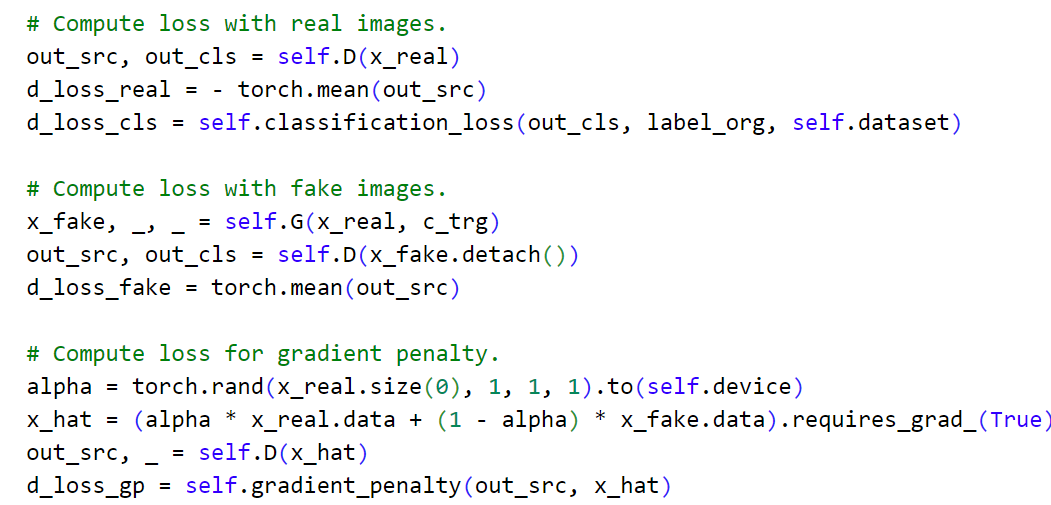 # Compute loss with real images.
out_src, out_cls = self.D(x_real)
d_loss_real = - torch.mean(out_src)
d_loss_cls = self.classification_loss(out_cls, label_org, self.dataset)
# Compute loss with fake images.
x_fake, _, _ = self.G(x_real, c_trg)
out_src, out_cls = self.D(x_fake.detach())
d_loss_fake = torch.mean(out_src)
# Compute loss for gradient penalty.
alpha = torch.rand(x_real.size(0), 1, 1, 1).to(self.device)
x_hat = (alpha * x_real.data + (1 - alpha) * x_fake.data).requires_grad_(True)
out_src, _ = self.D(x_hat)
d_loss_gp = self.gradient_penalty(out_src, x_hat)